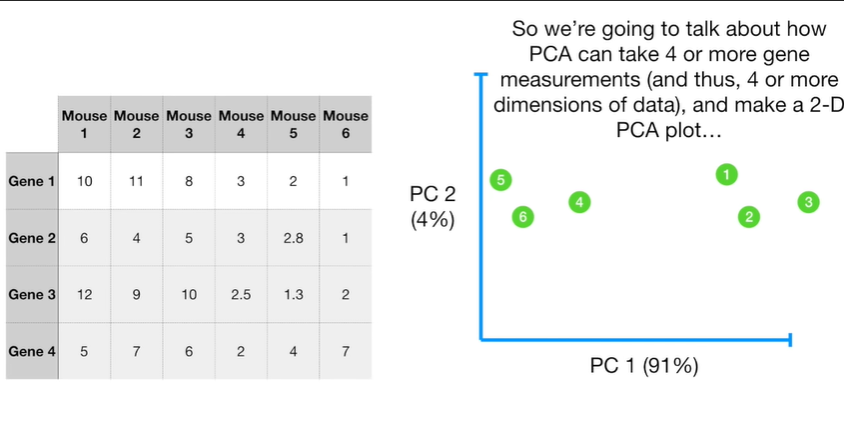 So we're going to talk about how
PCA can take 4 or more gene
measurements (and thus, 4 or more
dimensions of data), and make a 2-D
PCA plot…
Mouse 1 Mouse 2 Mouse 3 Mouse 4 Mouse 5 Mouse 6
Gene 1 10 11 8 3 2 1
Gene 2 6 4 5 3 2.8 1
Gene 3 12 9 10 2.5 1.3 2
Gene 4 5 7 6 2 4 7
PC 2
(4%)
5 6 4 1 2 3
PC 1 (91%)